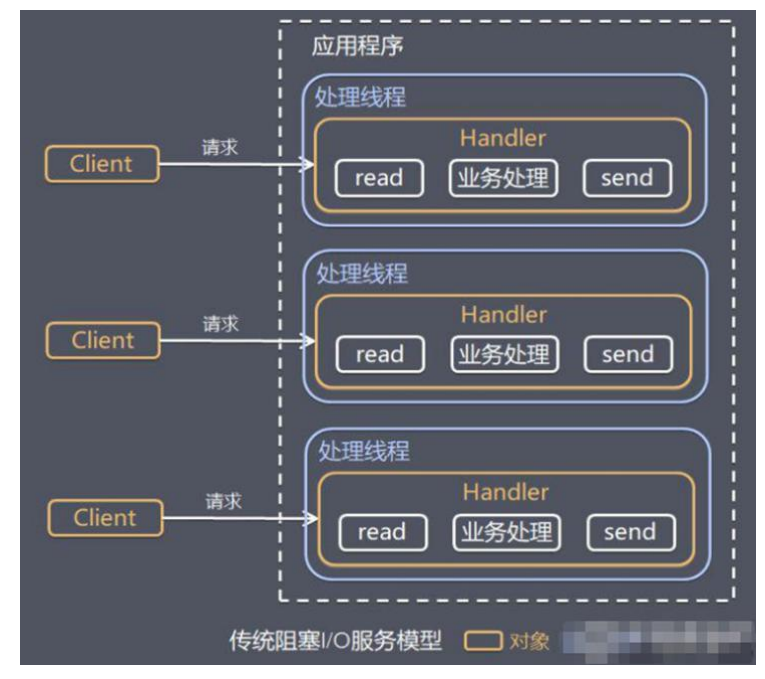 应用程序
处理线程
Handler
Client
请求
read
业务处理
send
处理线程
Handler
Client
请求
read
业务处理
send
处理线程
Handler
Client
请求
read
业务处理
send
传统阻塞I/O服务模型
对象